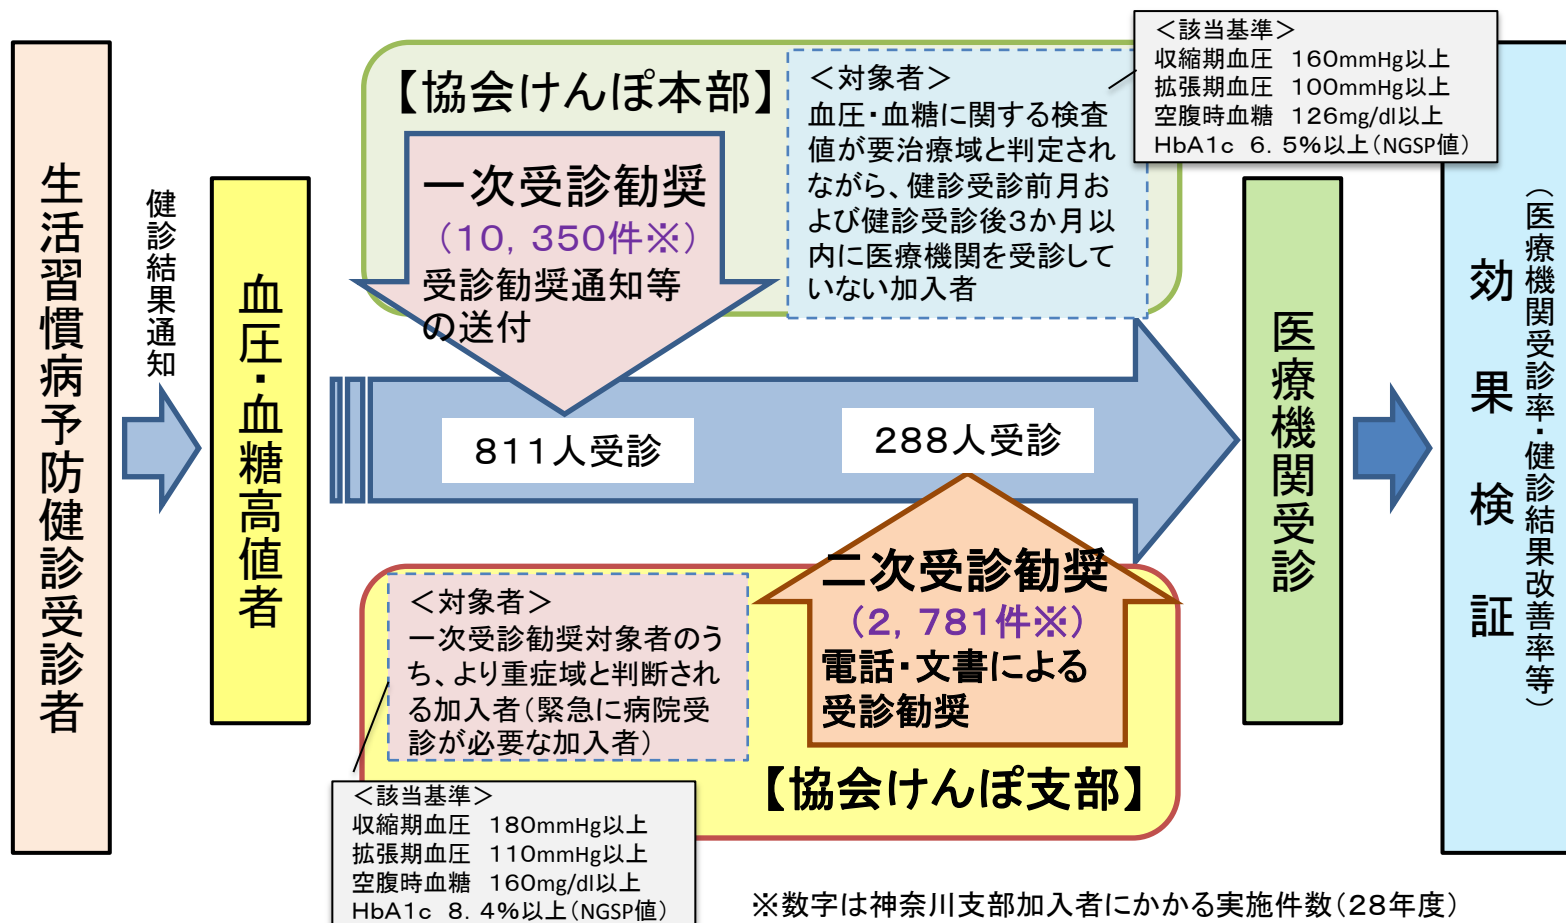 生活習慣病予防健診受診者
健診結果通知
血圧・血糖高値者
【協会けんぽ本部】
一次受診勧奨
（10，350件※）
受診勧奨通知等
の送付
＜対象者＞
血圧・血糖に関する検査
値が要治療域と判定され
ながら、健診受診前月お
よび健診受診後3か月以
内に医療機関を受診して
いない加入者
＜該当基準＞
収縮期血圧　160mmHg以上
拡張期血圧　100mmHg以上
空腹時血糖　126mg/dl以上
HbA1c　6．5%以上（NGSP値）
811人受診
288人受診
二次受診勧奨
（2，781件※）
電話・文書による
受診勧奨
＜対象者＞
一次受診勧奨対象者のう
ち、より重症域と判断され
る加入者（緊急に病院受
診が必要な加入者）
【協会けんぽ支部】
＜該当基準＞
収縮期血圧　180mmHg以上
拡張期血圧　110mmHg以上
空腹時血糖　160mg/dl以上
HbA1c　8．4%以上（NGSP値）
医療機関受診
効果検証
（医療機関受診率・健診結果改善率等）
※数字は神奈川支部加入者にかかる実施件数（28年度）